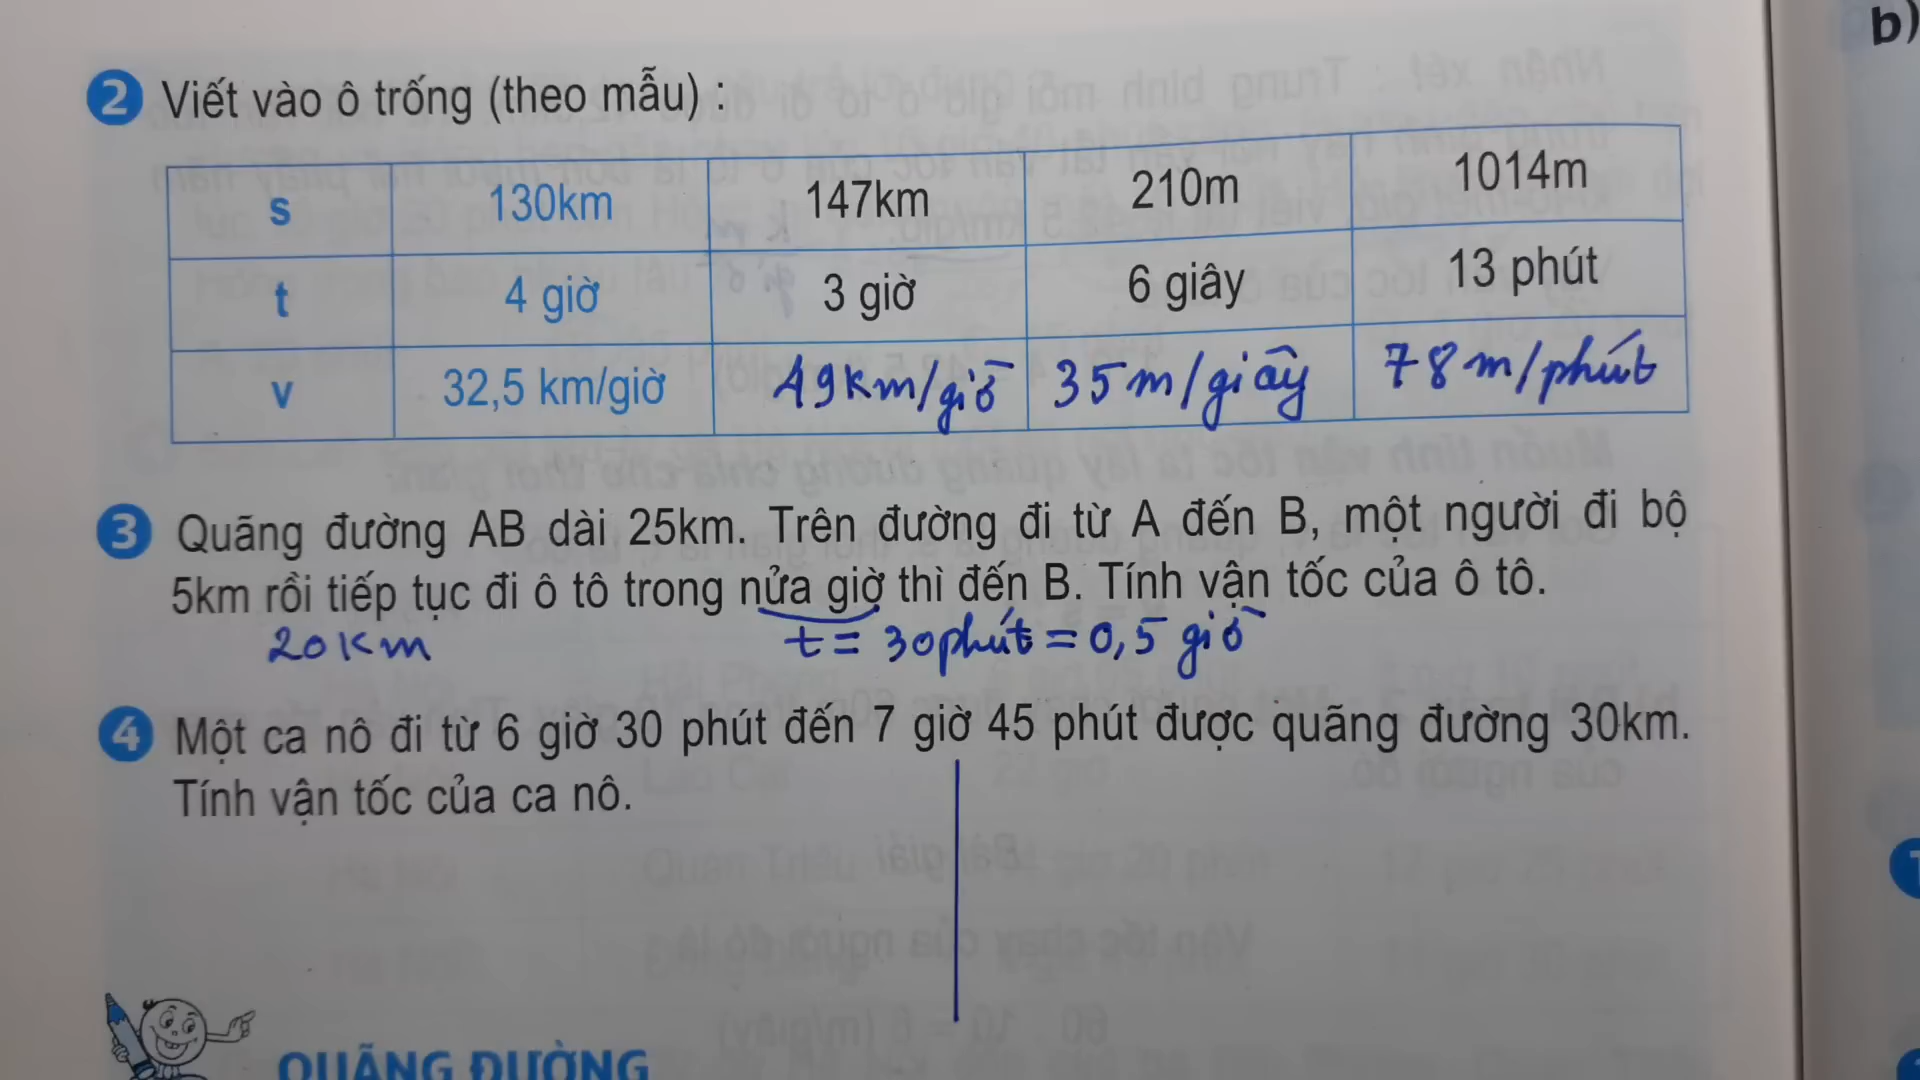 b)
2 Viết vào ô trống (theo mẫu) :
s 130km 147km 210m 1014m
t 4 giờ 3 giờ 6 giây 13 phút
v 32,5 km/giờ 49km/giờ 35m/giây 78m/phút
3 Quãng đường AB dài 25km. Trên đường đi từ A đến B, một người đi bộ
5km rồi tiếp tục đi ô tô trong nửa giờ thì đến B. Tính vận tốc của ô tô.
20km t = 30phút = 0,5 giờ
4 Một ca nô đi từ 6 giờ 30 phút đến 7 giờ 45 phút được quãng đường 30km.
Tính vận tốc của ca nô.
QUÃNG ĐƯỜNG